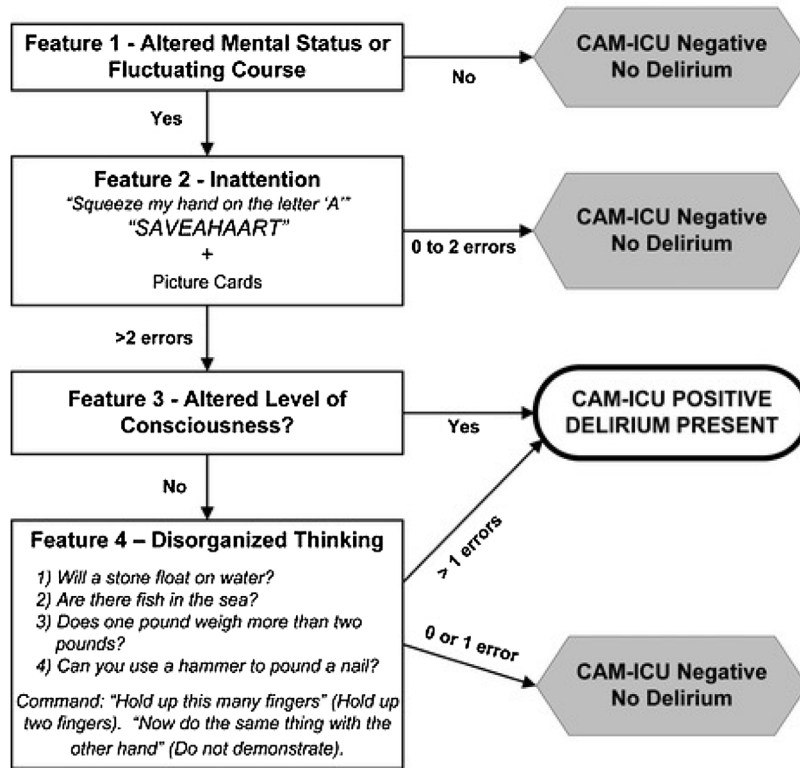 Feature 1 - Altered Mental Status or
Fluctuating Course
No
CAM-ICU Negative
No Delirium
Yes
Feature 2 - Inattention
“Squeeze my hand on the letter ‘A’”
“SAVEAHAART”
+
Picture Cards
0 to 2 errors
CAM-ICU Negative
No Delirium
>2 errors
Feature 3 - Altered Level of
Consciousness?
Yes
CAM-ICU POSITIVE
DELIRIUM PRESENT
No
Feature 4 – Disorganized Thinking
1) Will a stone float on water?
2) Are there fish in the sea?
3) Does one pound weigh more than two
pounds?
4) Can you use a hammer to pound a nail?
Command: “Hold up this many fingers” (Hold up
two fingers). “Now do the same thing with the
other hand” (Do not demonstrate).
> 1 errors
0 or 1 error
CAM-ICU Negative
No Delirium